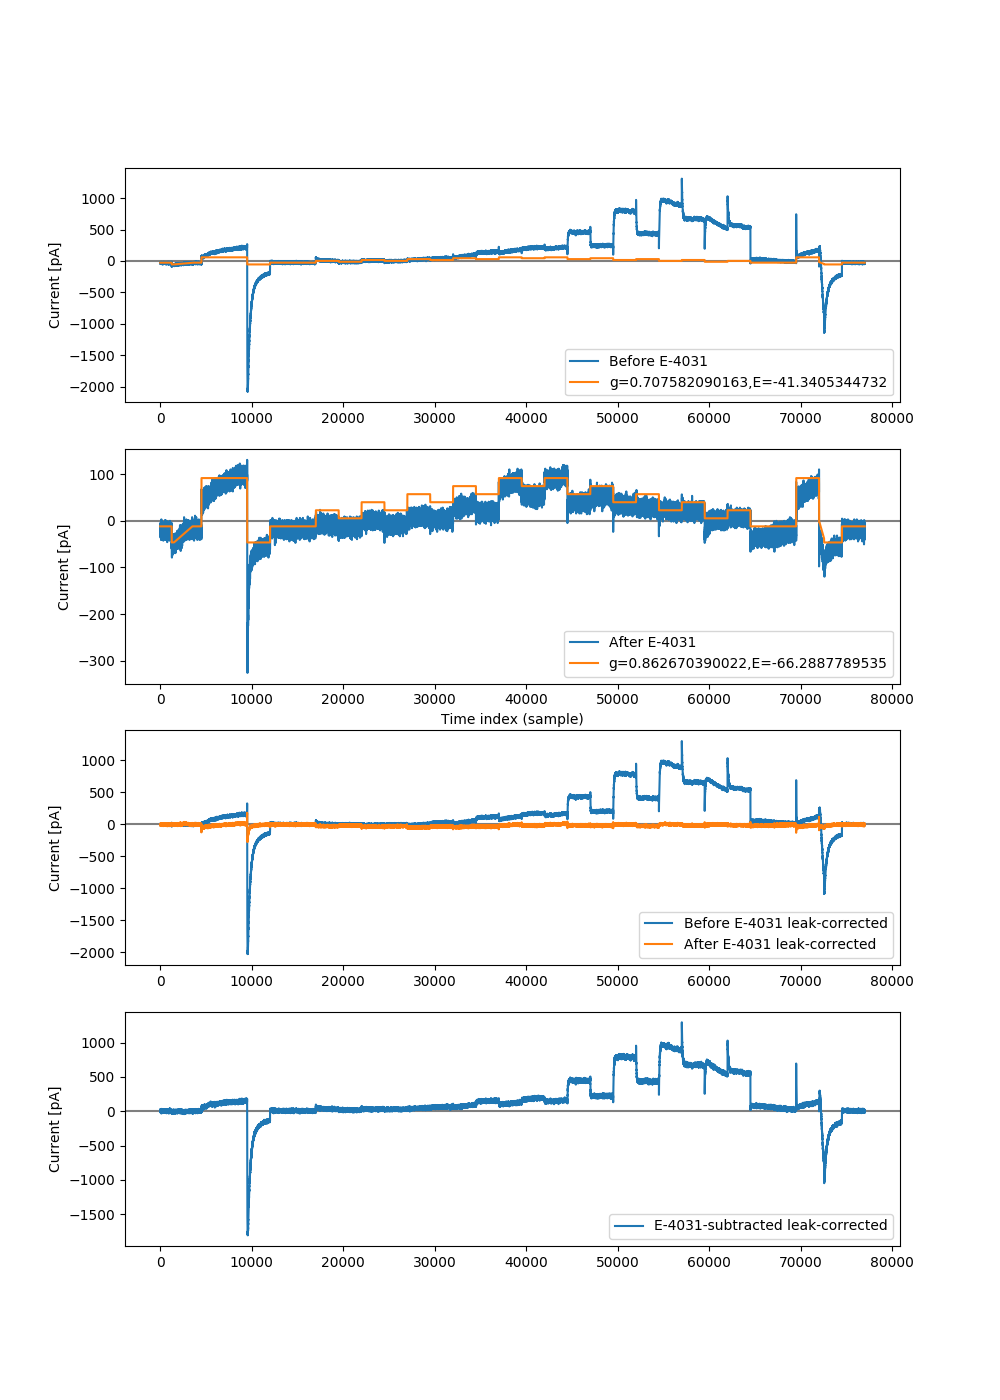 1000
500
0
−500
−1000
−1500
−2000
Current [pA]
Before E-4031
g=0.707582090163,E=-41.3405344732
0 10000 20000 30000 40000 50000 60000 70000 80000
100
0
−100
−200
−300
Current [pA]
After E-4031
g=0.862670390022,E=-66.2887789535
0 10000 20000 30000 40000 50000 60000 70000 80000
Time index (sample)
1000
500
0
−500
−1000
−1500
−2000
Current [pA]
Before E-4031 leak-corrected
After E-4031 leak-corrected
0 10000 20000 30000 40000 50000 60000 70000 80000
1000
500
0
−500
−1000
−1500
Current [pA]
E-4031-subtracted leak-corrected
0 10000 20000 30000 40000 50000 60000 70000 80000